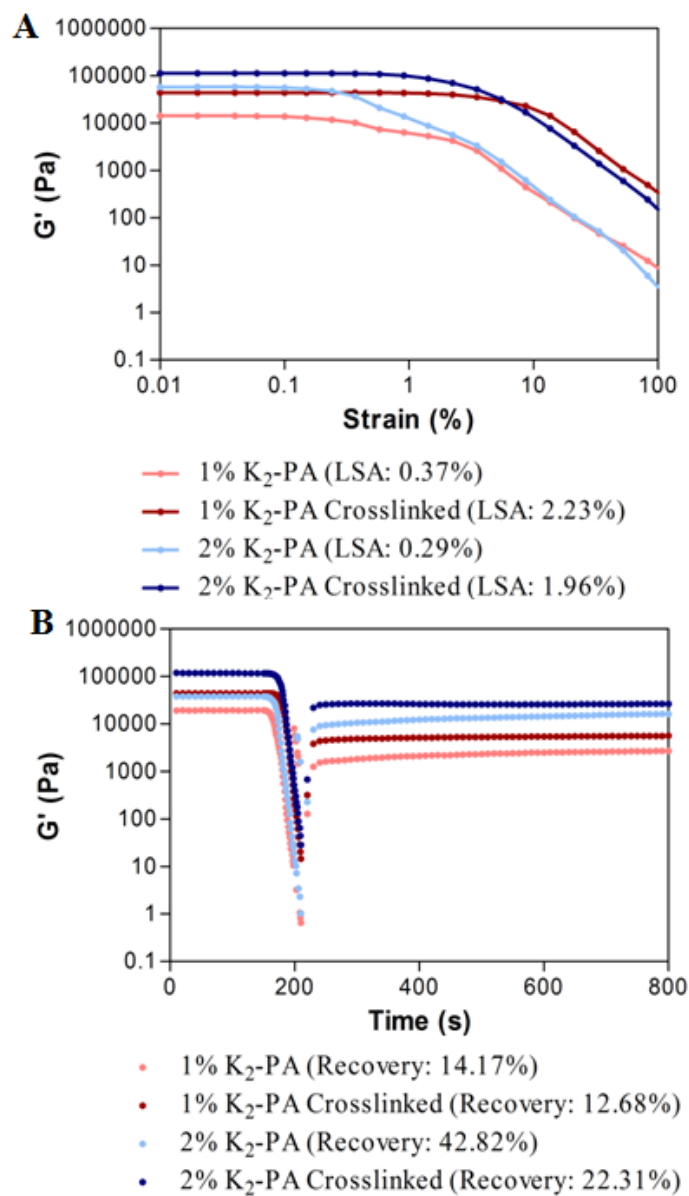 A
1000000
100000
10000
1000
100
10
1
0.1
G' (Pa)
0.01 0.1 1 10 100
Strain (%)
1% K₂-PA (LSA: 0.37%)
1% K₂-PA Crosslinked (LSA: 2.23%)
2% K₂-PA (LSA: 0.29%)
2% K₂-PA Crosslinked (LSA: 1.96%)
B
1000000
100000
10000
1000
100
10
1
0.1
G' (Pa)
0 200 400 600 800
Time (s)
1% K₂-PA (Recovery: 14.17%)
1% K₂-PA Crosslinked (Recovery: 12.68%)
2% K₂-PA (Recovery: 42.82%)
2% K₂-PA Crosslinked (Recovery: 22.31%)